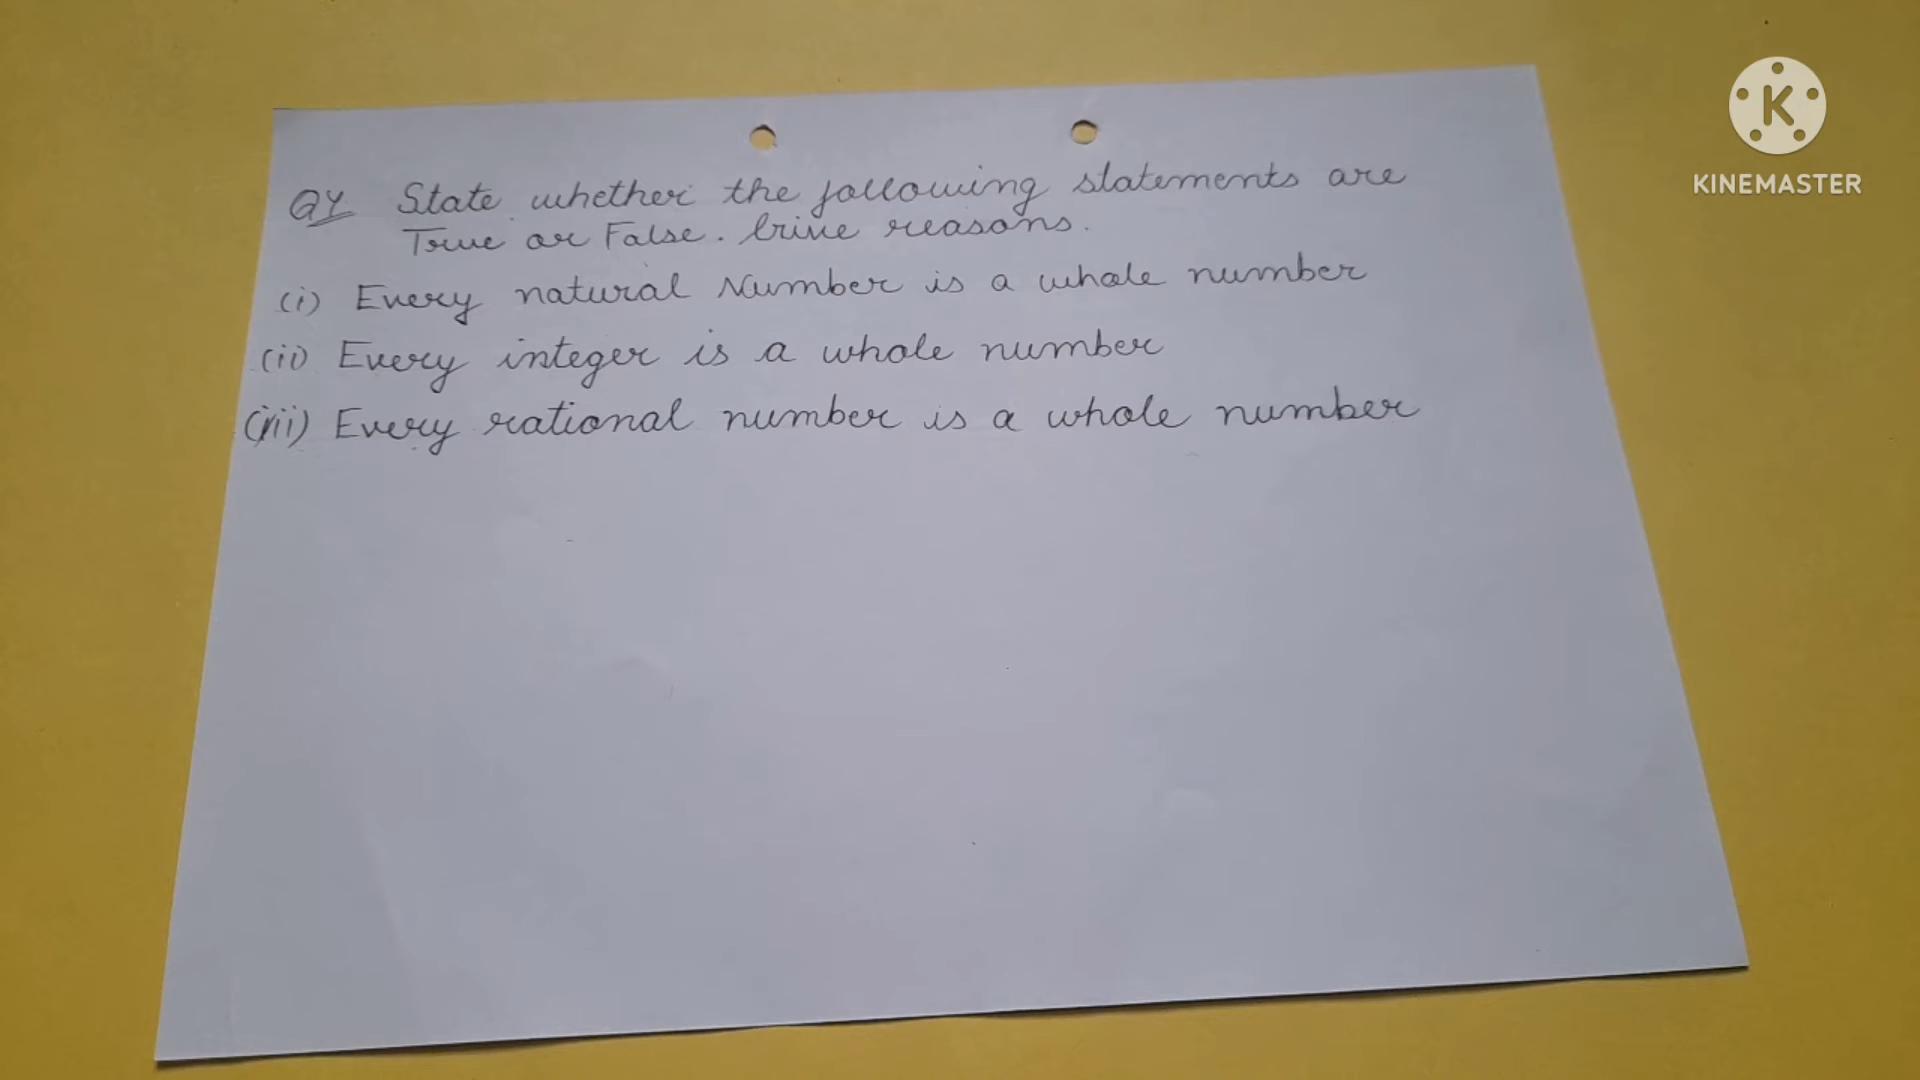 Q4 State whether the following statements are
True or False. Give reasons.
(i) Every natural Number is a whole number
(ii) Every integer is a whole number
(iii) Every rational number is a whole number
K
KINEMASTER